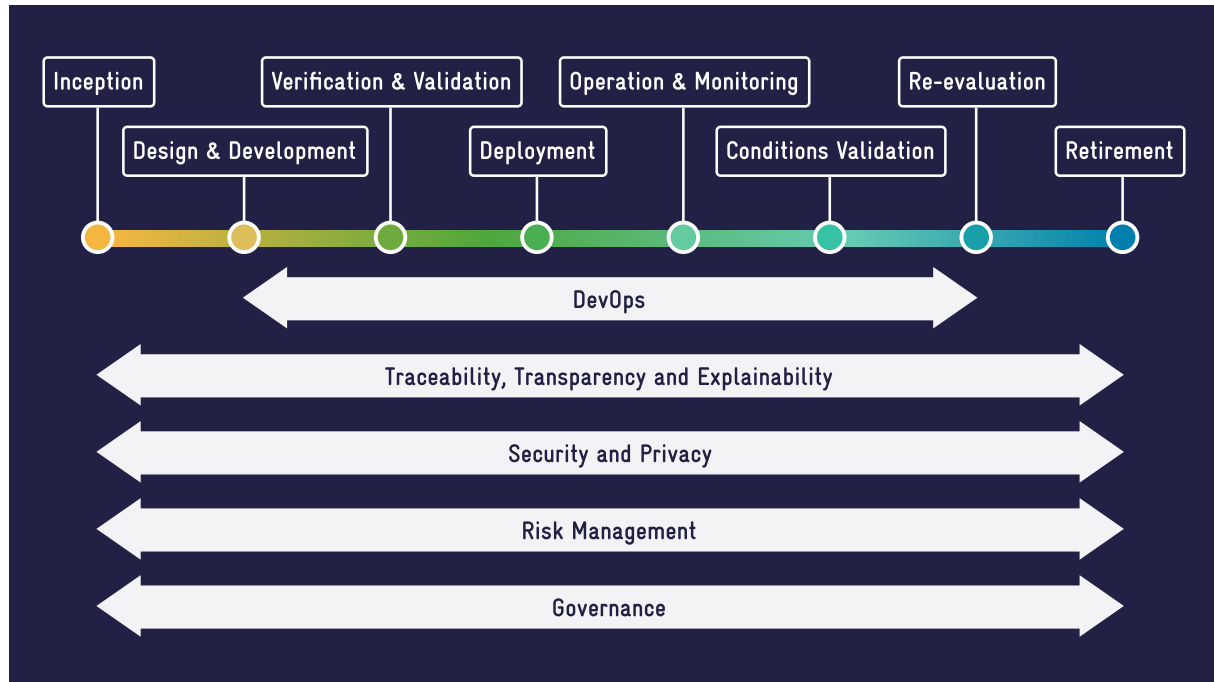 Inception
Verification & Validation
Operation & Monitoring
Re-evaluation
Design & Development
Deployment
Conditions Validation
Retirement
DevOps
Traceability, Transparency and Explainability
Security and Privacy
Risk Management
Governance